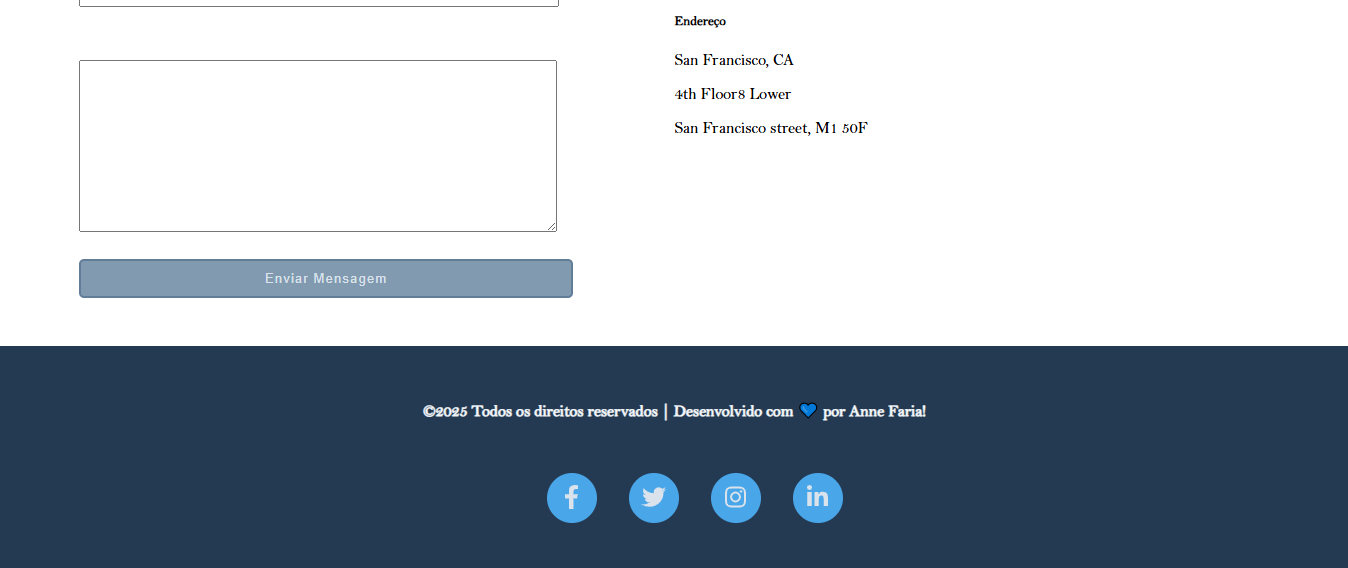 Endereço
San Francisco, CA
4th Floor8 Lower
San Francisco street, M1 50F
Enviar Mensagem
©2025 Todos os direitos reservados | Desenvolvido com 💙 por Anne Faria!